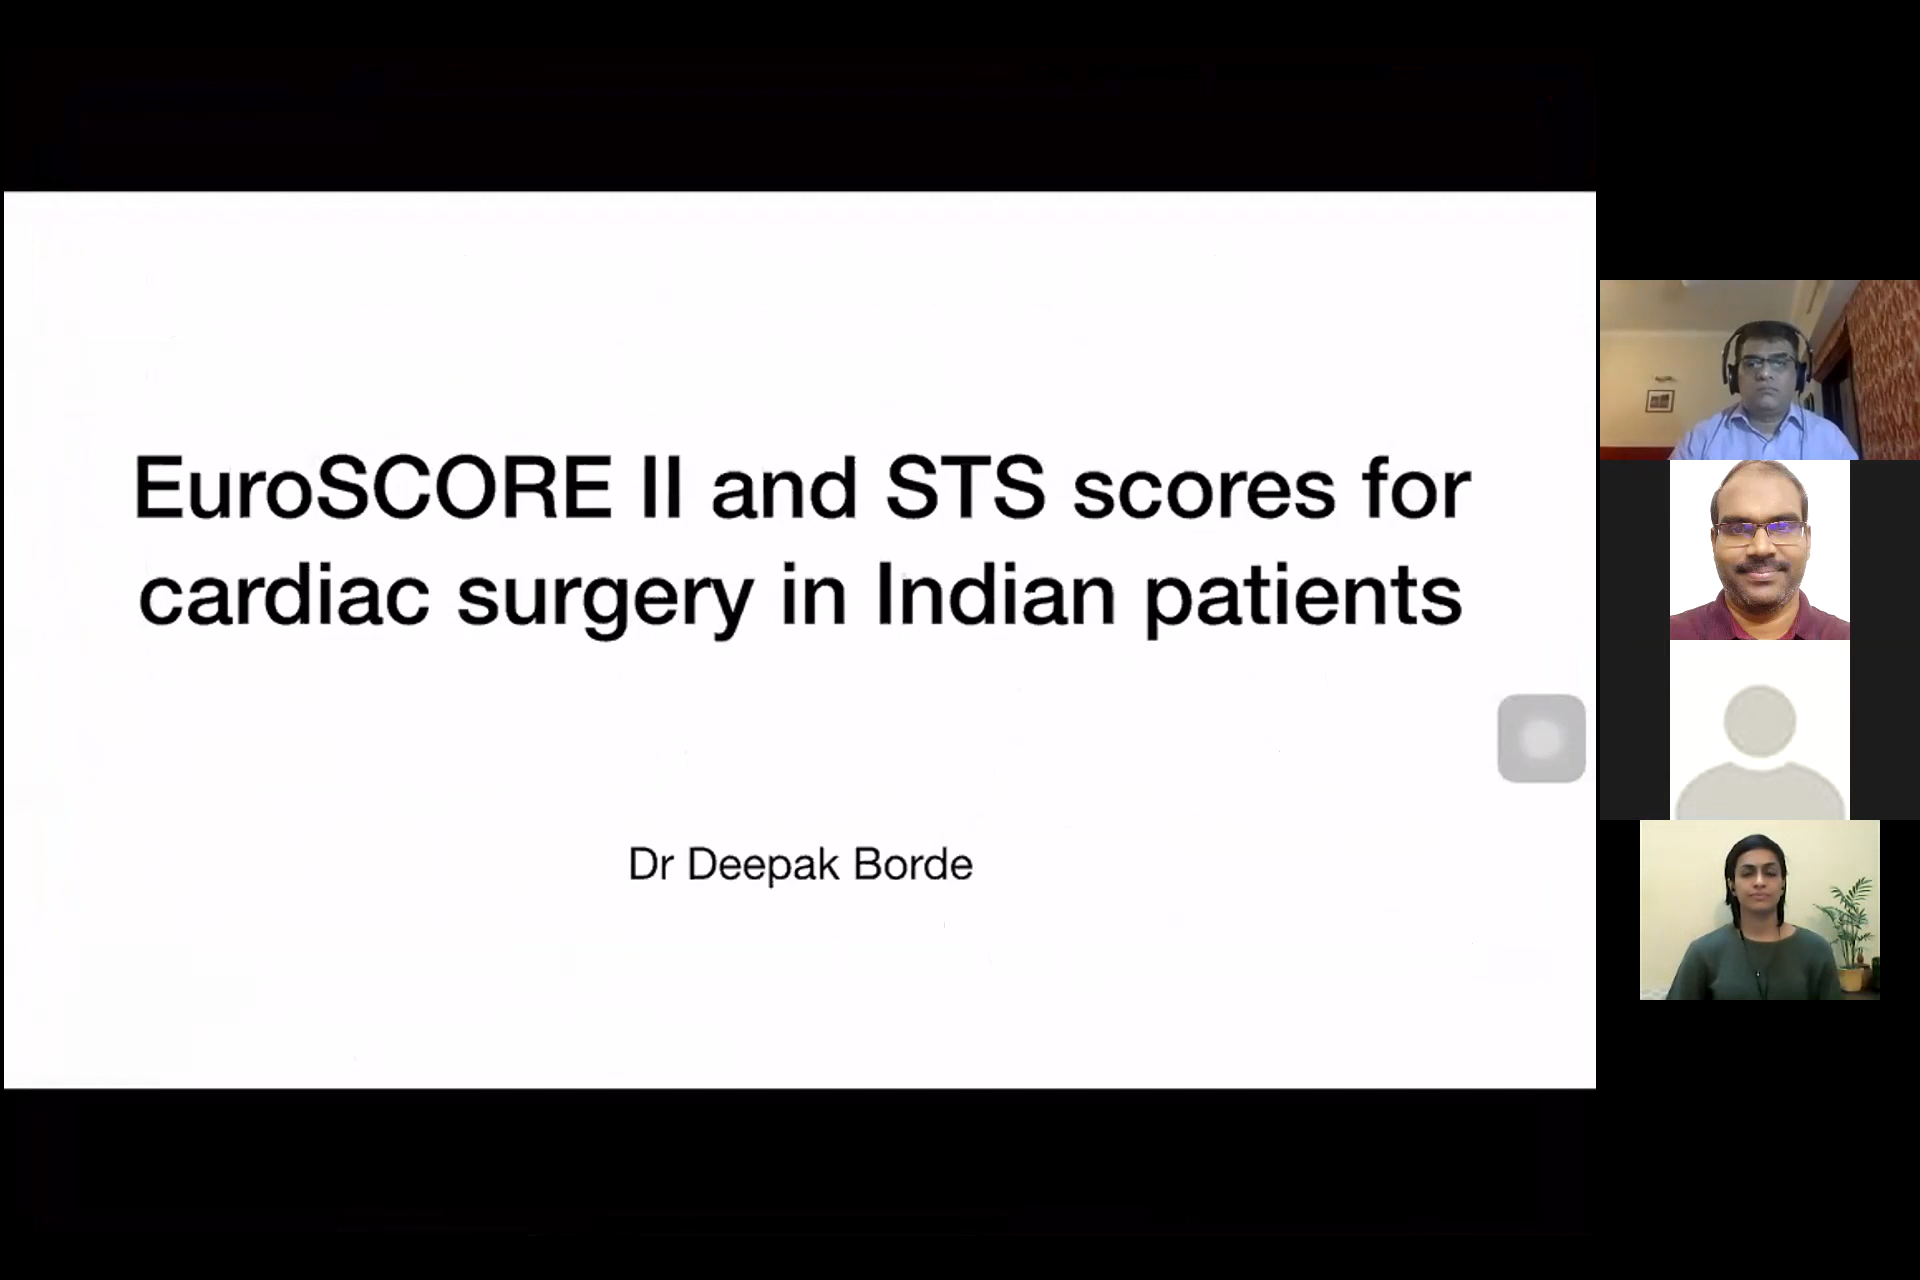 EuroSCORE II and STS scores for
cardiac surgery in Indian patients
Dr Deepak Borde